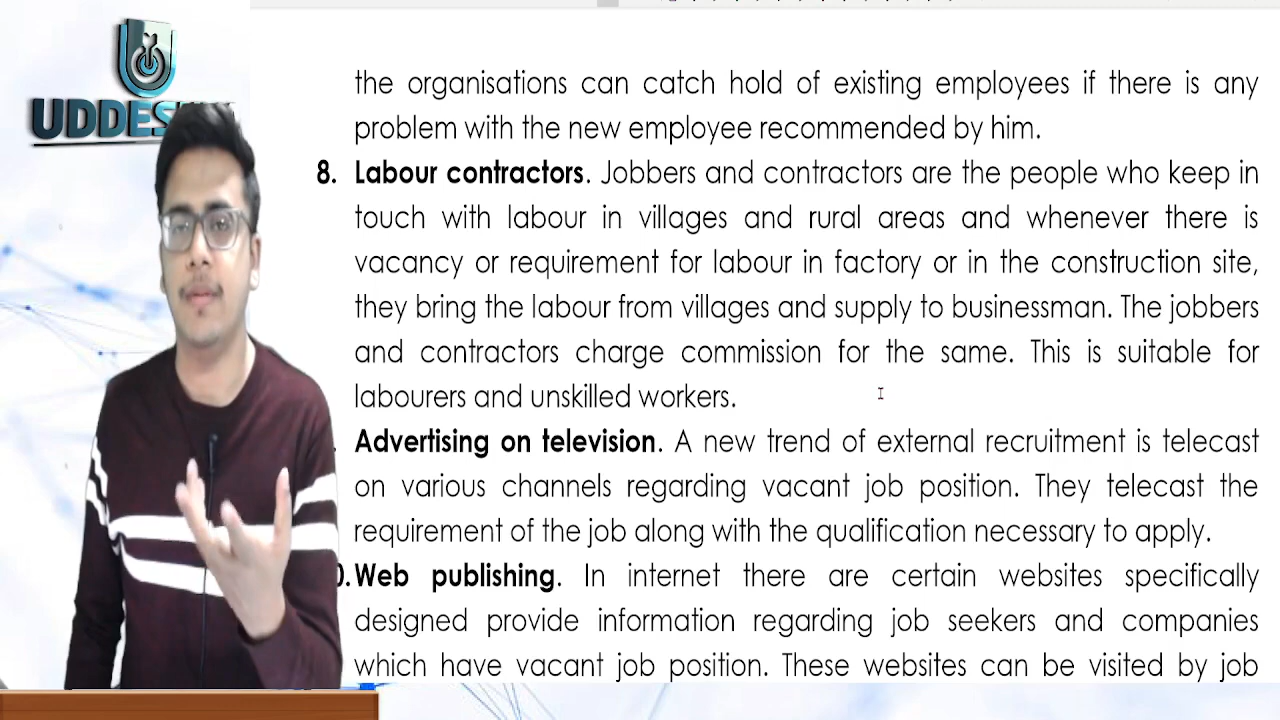 UDDES
the organisations can catch hold of existing employees if there is any
problem with the new employee recommended by him.
8. Labour contractors. Jobbers and contractors are the people who keep in
touch with labour in villages and rural areas and whenever there is
vacancy or requirement for labour in factory or in the construction site,
they bring the labour from villages and supply to businessman. The jobbers
and contractors charge commission for the same. This is suitable for
labourers and unskilled workers.
Advertising on television. A new trend of external recruitment is telecast
on various channels regarding vacant job position. They telecast the
requirement of the job along with the qualification necessary to apply.
Web publishing. In internet there are certain websites specifically
designed provide information regarding job seekers and companies
which have vacant job position. These websites can be visited by job